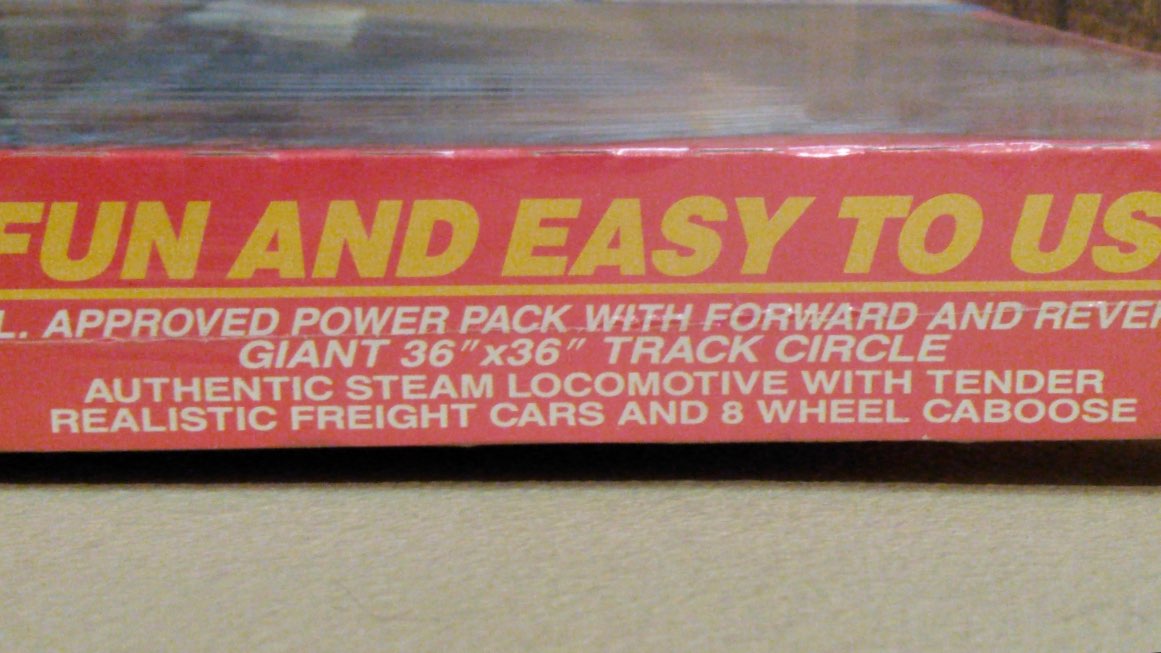 FUN AND EASY TO US
L. APPROVED POWER PACK WITH FORWARD AND REVER
GIANT 36"x36" TRACK CIRCLE
AUTHENTIC STEAM LOCOMOTIVE WITH TENDER
REALISTIC FREIGHT CARS AND 8 WHEEL CABOOSE